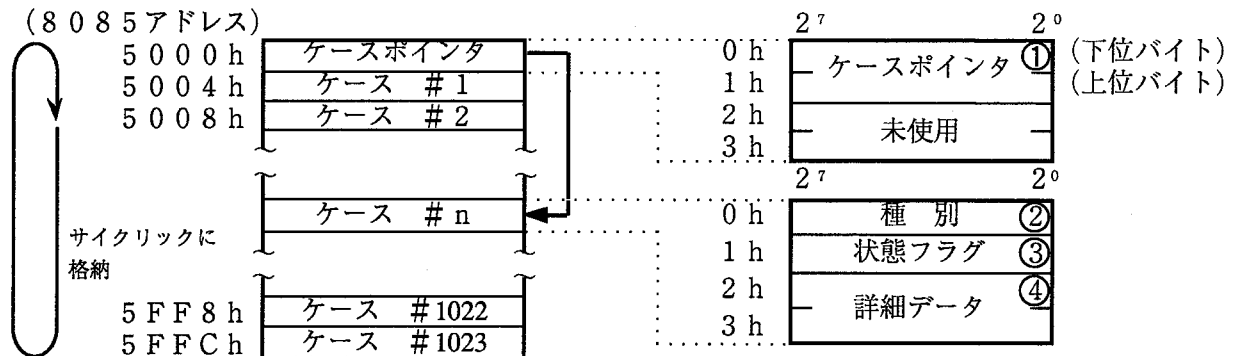 (8085アドレス)
5000h ケースポインタ
5004h ケース #1
5008h ケース #2
ケース #n
サイクリックに
格納
5FF8h ケース #1022
5FFCh ケース #1023
2⁷ 2⁰
0h ケースポインタ ① (下位バイト)
1h (上位バイト)
2h 未使用
3h
2⁷ 2⁰
0h 種別 ②
1h 状態フラグ ③
2h 詳細データ ④
3h